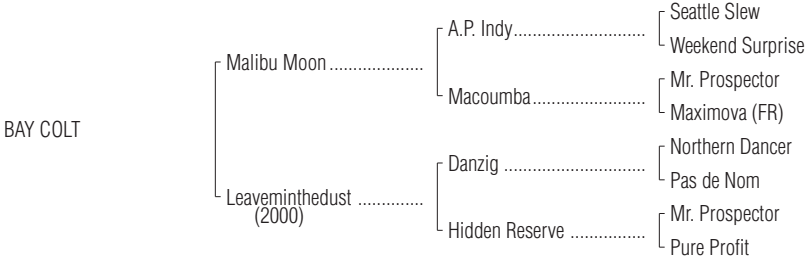 Seattle Slew
A.P. Indy..............................
Weekend Surprise
Malibu Moon .....................
Mr. Prospector
Macoumba..........................
Maximova (FR)
BAY COLT
Northern Dancer
Danzig .................................
Pas de Nom
Leaveminthedust ...............
(2000)
Mr. Prospector
Hidden Reserve .................
Pure Profit